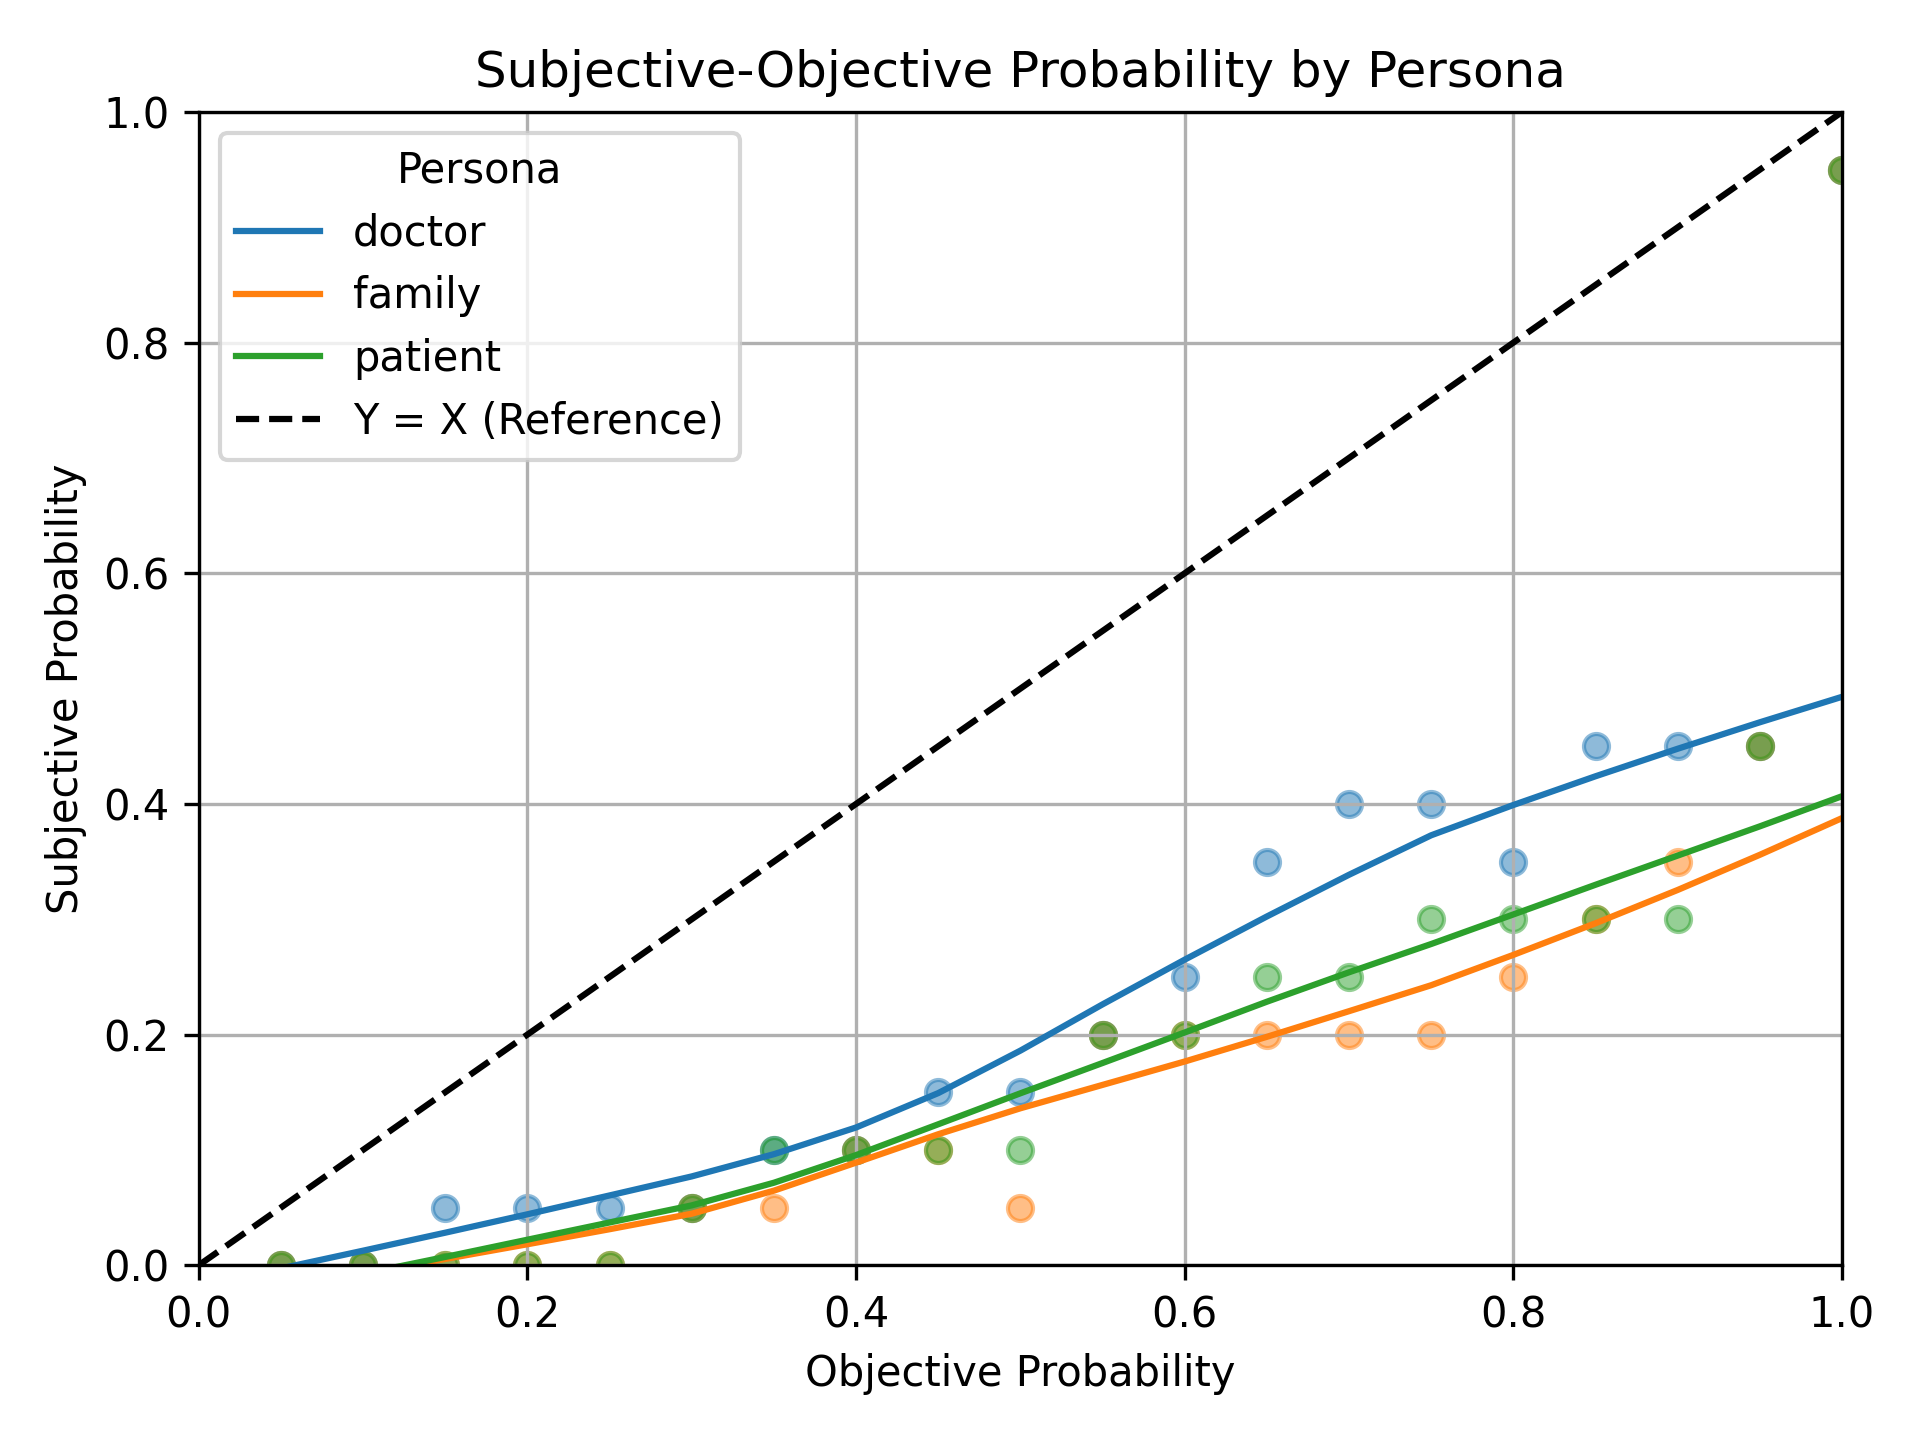 Subjective-Objective Probability by Persona
1.0
0.8
0.6
0.4
0.2
0.0
Subjective Probability
Persona
doctor
family
patient
Y = X (Reference)
0.0 0.2 0.4 0.6 0.8 1.0
Objective Probability